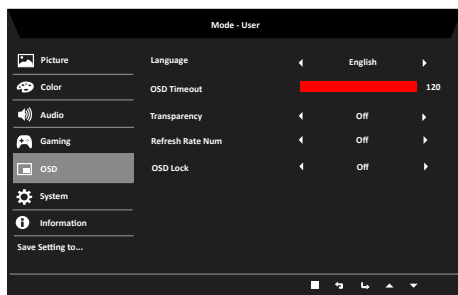 Mode - User
Picture
Color
Audio
Gaming
OSD
System
Information
Save Setting to...
Language English
OSD Timeout 120
Transparency Off
Refresh Rate Num Off
OSD Lock Off